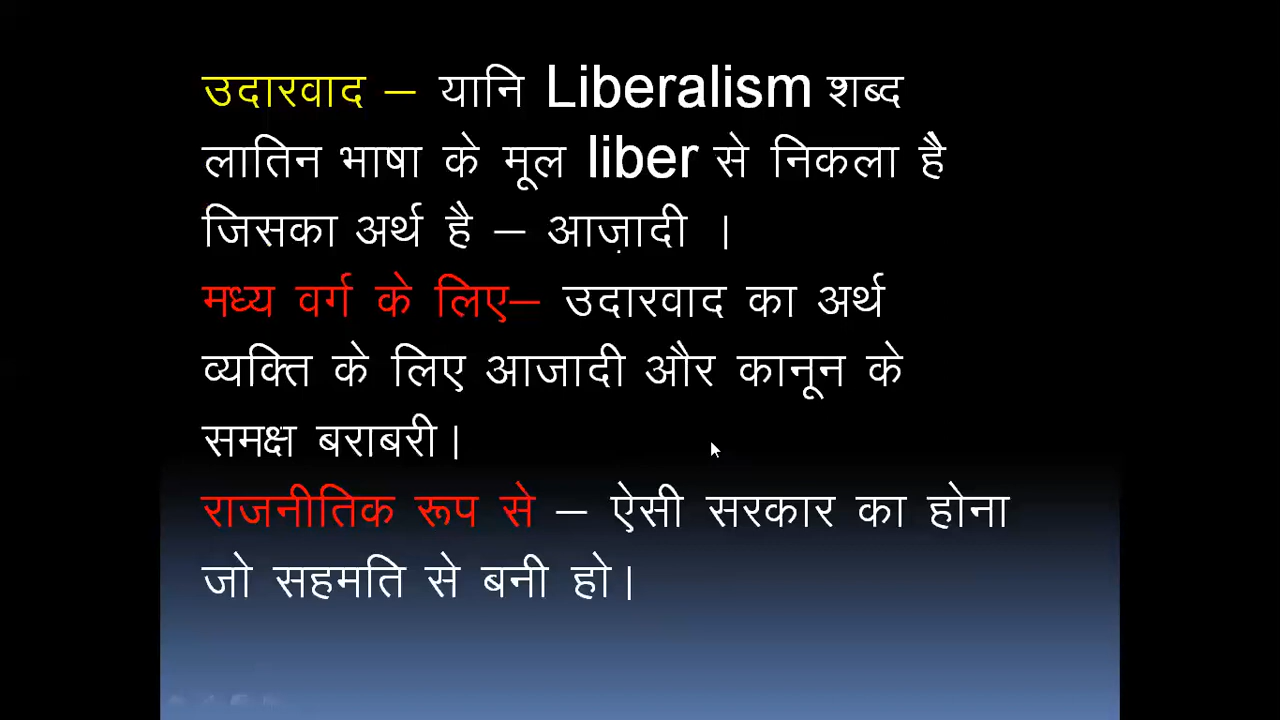 उदारवाद – यानि Liberalism शब्द
लातिन भाषा के मूल liber से निकला है
जिसका अर्थ है – आज़ादी ।
मध्य वर्ग के लिए– उदारवाद का अर्थ
व्यक्ति के लिए आजादी और कानून के
समक्ष बराबरी।
राजनीतिक रूप से – ऐसी सरकार का होना
जो सहमति से बनी हो।